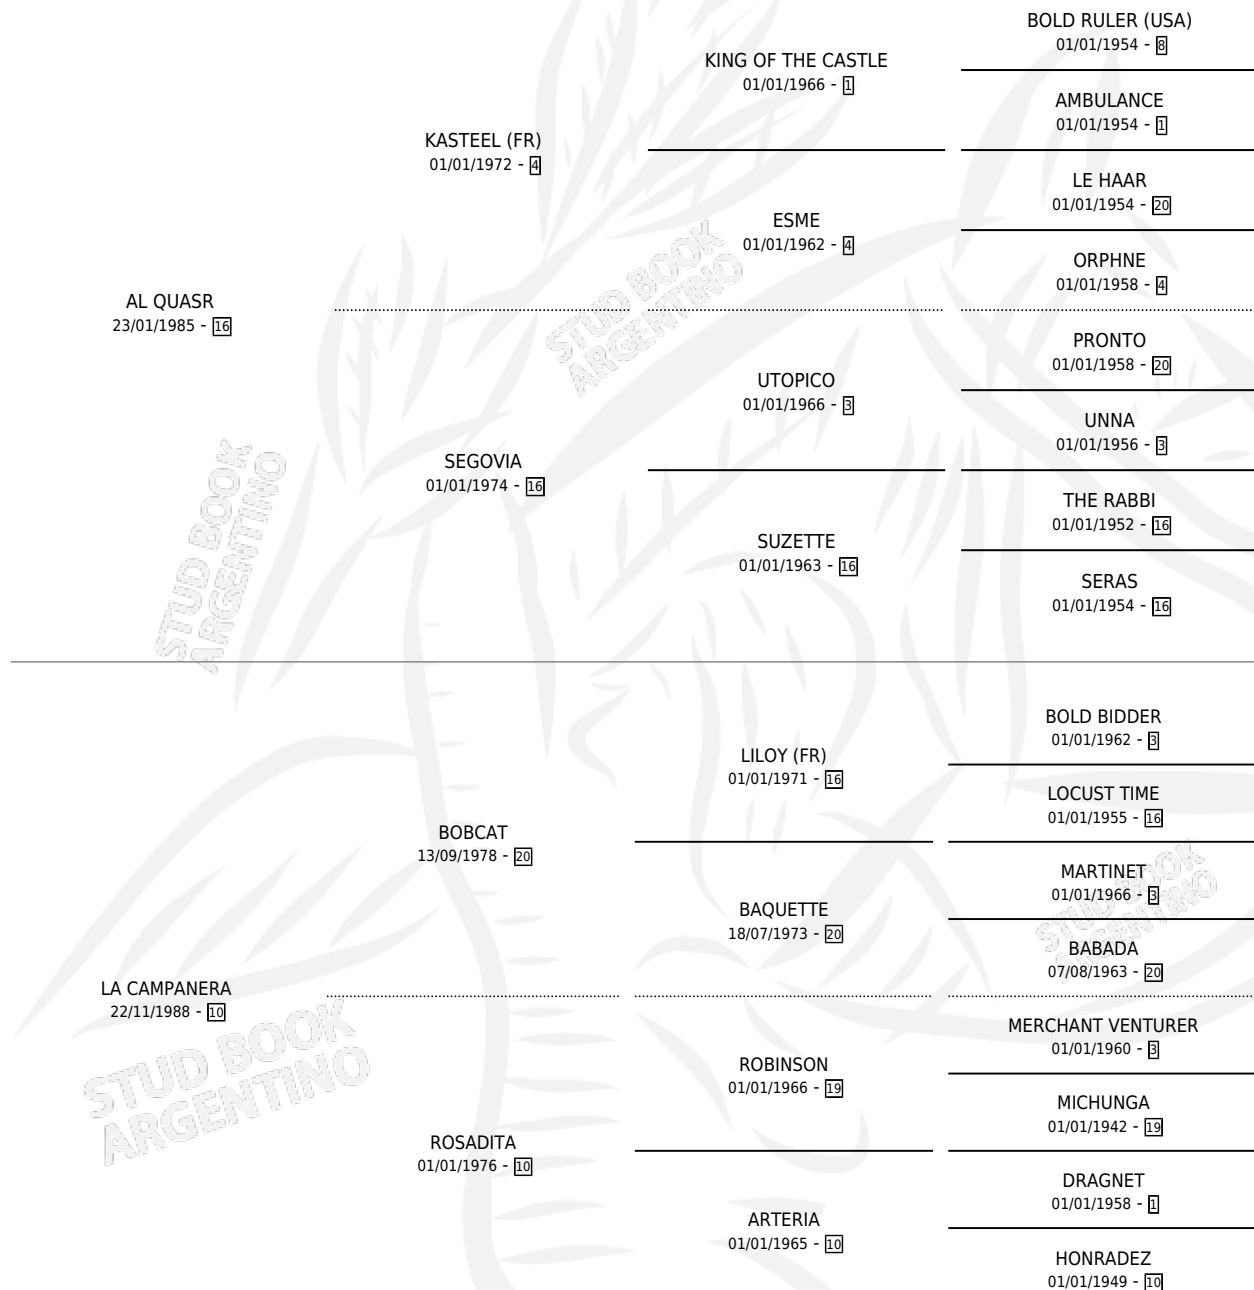 BOLD RULER (USA)
01/01/1954 - 8
KING OF THE CASTLE
01/01/1966 - 1
AMBULANCE
01/01/1954 - 1
KASTEEL (FR)
01/01/1972 - 4
LE HAAR
01/01/1954 - 20
ESME
01/01/1962 - 4
ORPHNE
01/01/1958 - 4
AL QUASR
23/01/1985 - 16
PRONTO
01/01/1958 - 20
UTOPICO
01/01/1966 - 3
UNNA
01/01/1956 - 3
SEGOVIA
01/01/1974 - 16
THE RABBI
01/01/1952 - 16
SUZETTE
01/01/1963 - 16
SERAS
01/01/1954 - 16
BOLD BIDDER
01/01/1962 - 3
LILOY (FR)
01/01/1971 - 16
LOCUST TIME
01/01/1955 - 16
BOBCAT
13/09/1978 - 20
MARTINET
01/01/1966 - 3
BAQUETTE
18/07/1973 - 20
BABADA
07/08/1963 - 20
LA CAMPANERA
22/11/1988 - 10
MERCHANT VENTURER
01/01/1960 - 3
ROBINSON
01/01/1966 - 19
MICHUNGA
01/01/1942 - 19
ROSADITA
01/01/1976 - 10
DRAGNET
01/01/1958 - 1
ARTERIA
01/01/1965 - 10
HONRADEZ
01/01/1949 - 10
STUD BOOK
ARGENTINO
STUD BOOK
ARGENTINO
STUD BOOK
ARGENTINO
STUD BOOK
ARGENTINO